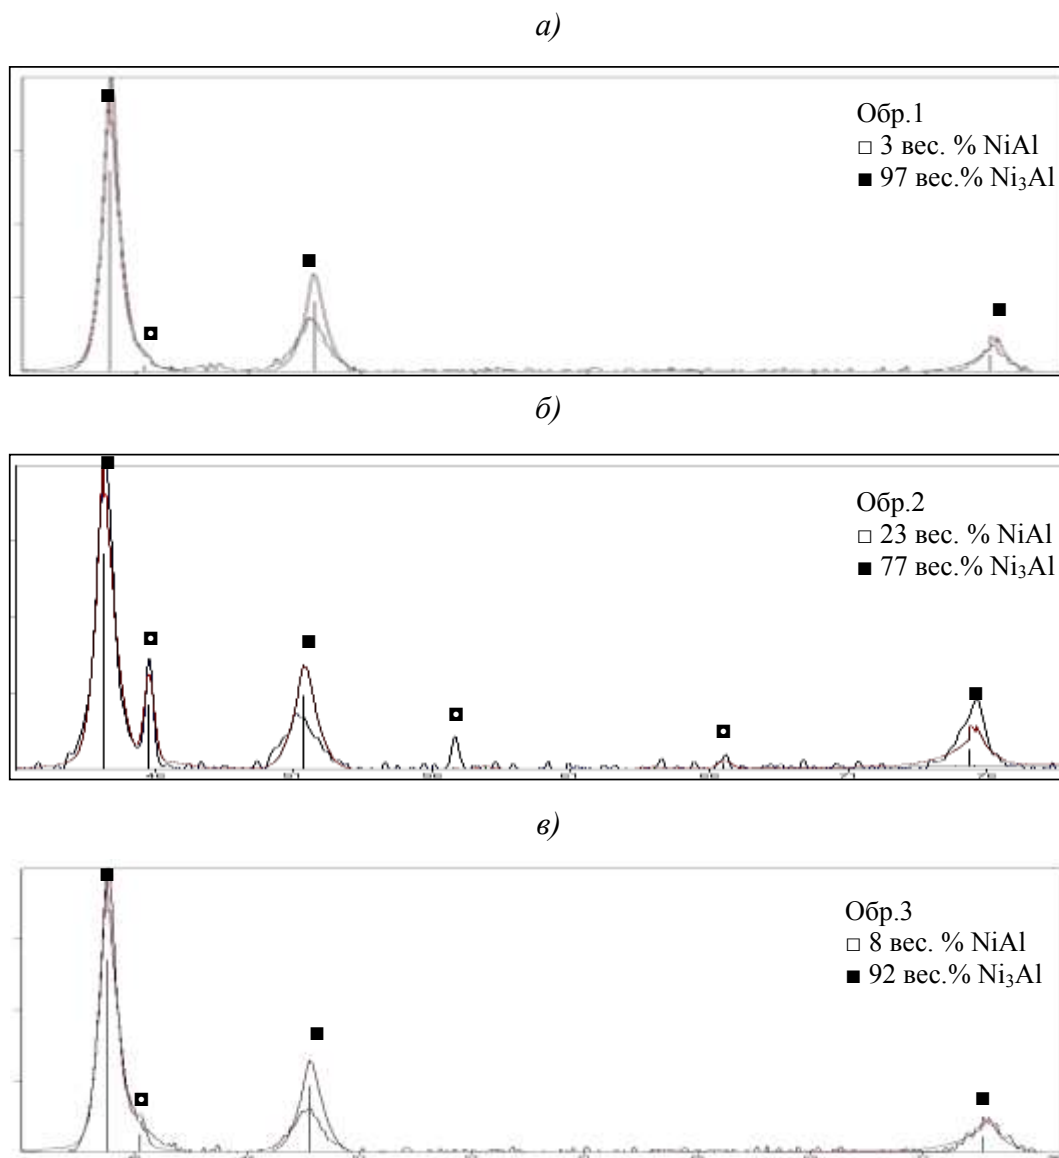 а)
Обр.1
□ 3 вес. % NiAl
■ 97 вес.% Ni₃Al
б)
Обр.2
□ 23 вес. % NiAl
■ 77 вес.% Ni₃Al
в)
Обр.3
□ 8 вес. % NiAl
■ 92 вес.% Ni₃Al